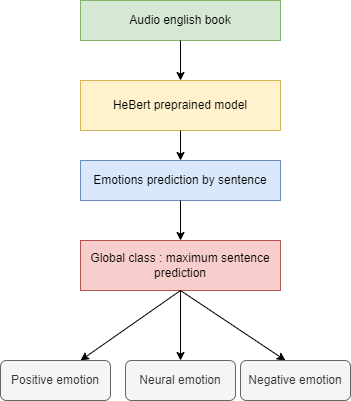 Audio english book
HeBert preprained model
Emotions prediction by sentence
Global class : maximum sentence
prediction
Positive emotion
Neural emotion
Negative emotion